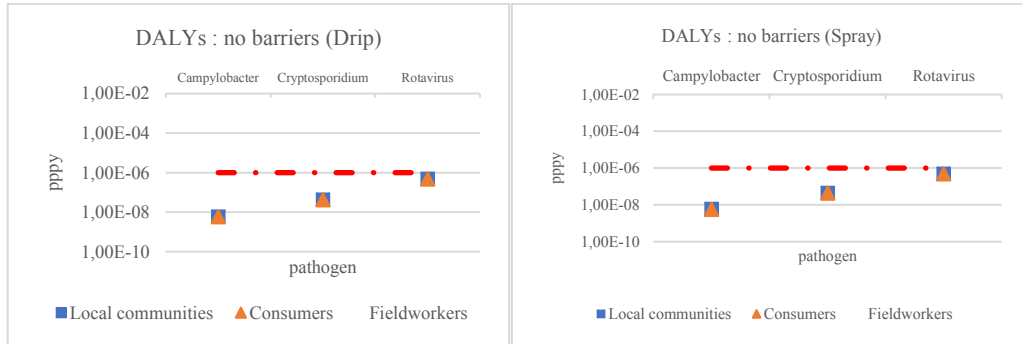 DALYs : no barriers (Drip)
Campylobacter Cryptosporidium Rotavirus
1,00E-02
1,00E-04
1,00E-06
1,00E-08
1,00E-10
pppy
pathogen
Local communities Consumers Fieldworkers
DALYs : no barriers (Spray)
Campylobacter Cryptosporidium Rotavirus
1,00E-02
1,00E-04
1,00E-06
1,00E-08
1,00E-10
pppy
pathogen
Local communities Consumers Fieldworkers